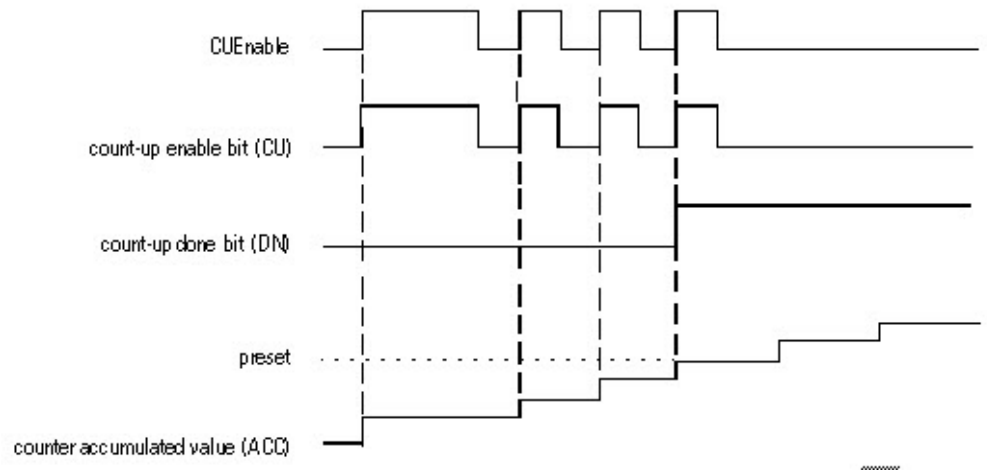 CUEnable
count-up enable bit (CU)
count-up done bit (DN)
preset
counter accumulated value (ACC)